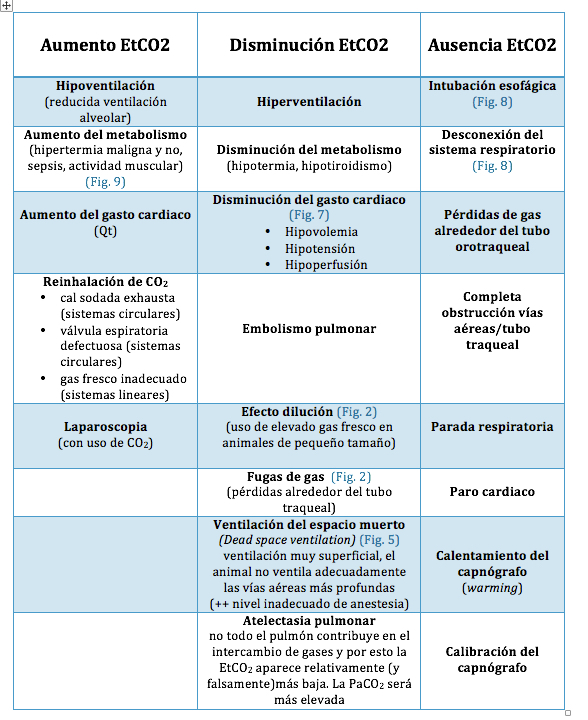 Aumento EtCO2
Disminución EtCO2
Ausencia EtCO2
Hipoventilación
(reducida ventilación
alveolar)
Hiperventilación
Intubación esofágica
(Fig. 8)
Aumento del metabolismo
(hipertermia maligna y no,
sepsis, actividad muscular)
(Fig. 9)
Disminución del metabolismo
(hipotermia, hipotiroidismo)
Desconexión del
sistema respiratorio
(Fig. 8)
Aumento del gasto cardiaco
(Qt)
Disminución del gasto cardiaco
(Fig. 7)
• Hipovolemia
• Hipotensión
• Hipoperfusión
Pérdidas de gas
alrededor del tubo
orotraqueal
Reinhalación de CO₂
• cal sodada exhausta
(sistemas circulares)
• válvula espiratoria
defectuosa (sistemas
circulares)
• gas fresco inadecuado
(sistemas lineares)
Embolismo pulmonar
Completa
obstrucción vías
aéreas/tubo
traqueal
Laparoscopia
(con uso de CO₂)
Efecto dilución (Fig. 2)
(uso de elevado gas fresco en
animales de pequeño tamaño)
Parada respiratoria
Fugas de gas (Fig. 2)
(pérdidas alrededor del tubo
traqueal)
Paro cardiaco
Ventilación del espacio muerto
(Dead space ventilation) (Fig. 5)
ventilación muy superficial, el
animal no ventila adecuadamente
las vías aéreas más profundas
(++ nivel inadecuado de anestesia)
Calentamiento del
capnógrafo
(warming)
Atelectasia pulmonar
no todo el pulmón contribuye en el
intercambio de gases y por esto la
EtCO₂ aparece relativamente (y
falsamente)más baja. La PaCO₂ será
más elevada
Calibración del
capnógrafo